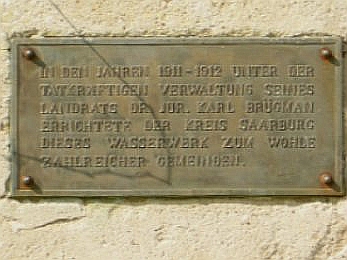 IN DEN JAHREN 1911-1912 UNTER DER
TATKRÄFTIGEN VERWALTUNG SEINES
LANDRATS DR JUR. KARL BRÜGMAN
ERRICHTETE DER KREIS SAARBURG
DIESES WASSERWERK ZUM WOHLE
ZAHLREICHER GEMEINDEN.